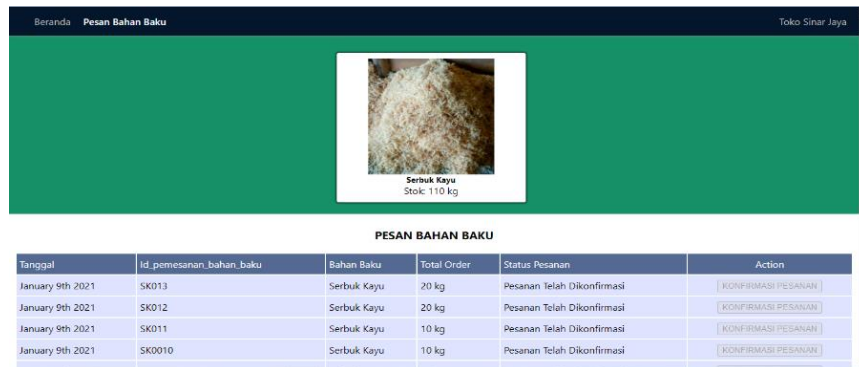 Beranda Pesan Bahan Baku Toko Sinar Jaya
Serbuk Kayu
Stok: 110 kg
PESAN BAHAN BAKU
Tanggal Id_pemesanan_bahan_baku Bahan Baku Total Order Status Pesanan Action
January 9th 2021 SK013 Serbuk Kayu 20 kg Pesanan Telah Dikonfirmasi KONFIRMASI PESANAN
January 9th 2021 SK012 Serbuk Kayu 20 kg Pesanan Telah Dikonfirmasi KONFIRMASI PESANAN
January 9th 2021 SK011 Serbuk Kayu 10 kg Pesanan Telah Dikonfirmasi KONFIRMASI PESANAN
January 9th 2021 SK0010 Serbuk Kayu 10 kg Pesanan Telah Dikonfirmasi KONFIRMASI PESANAN